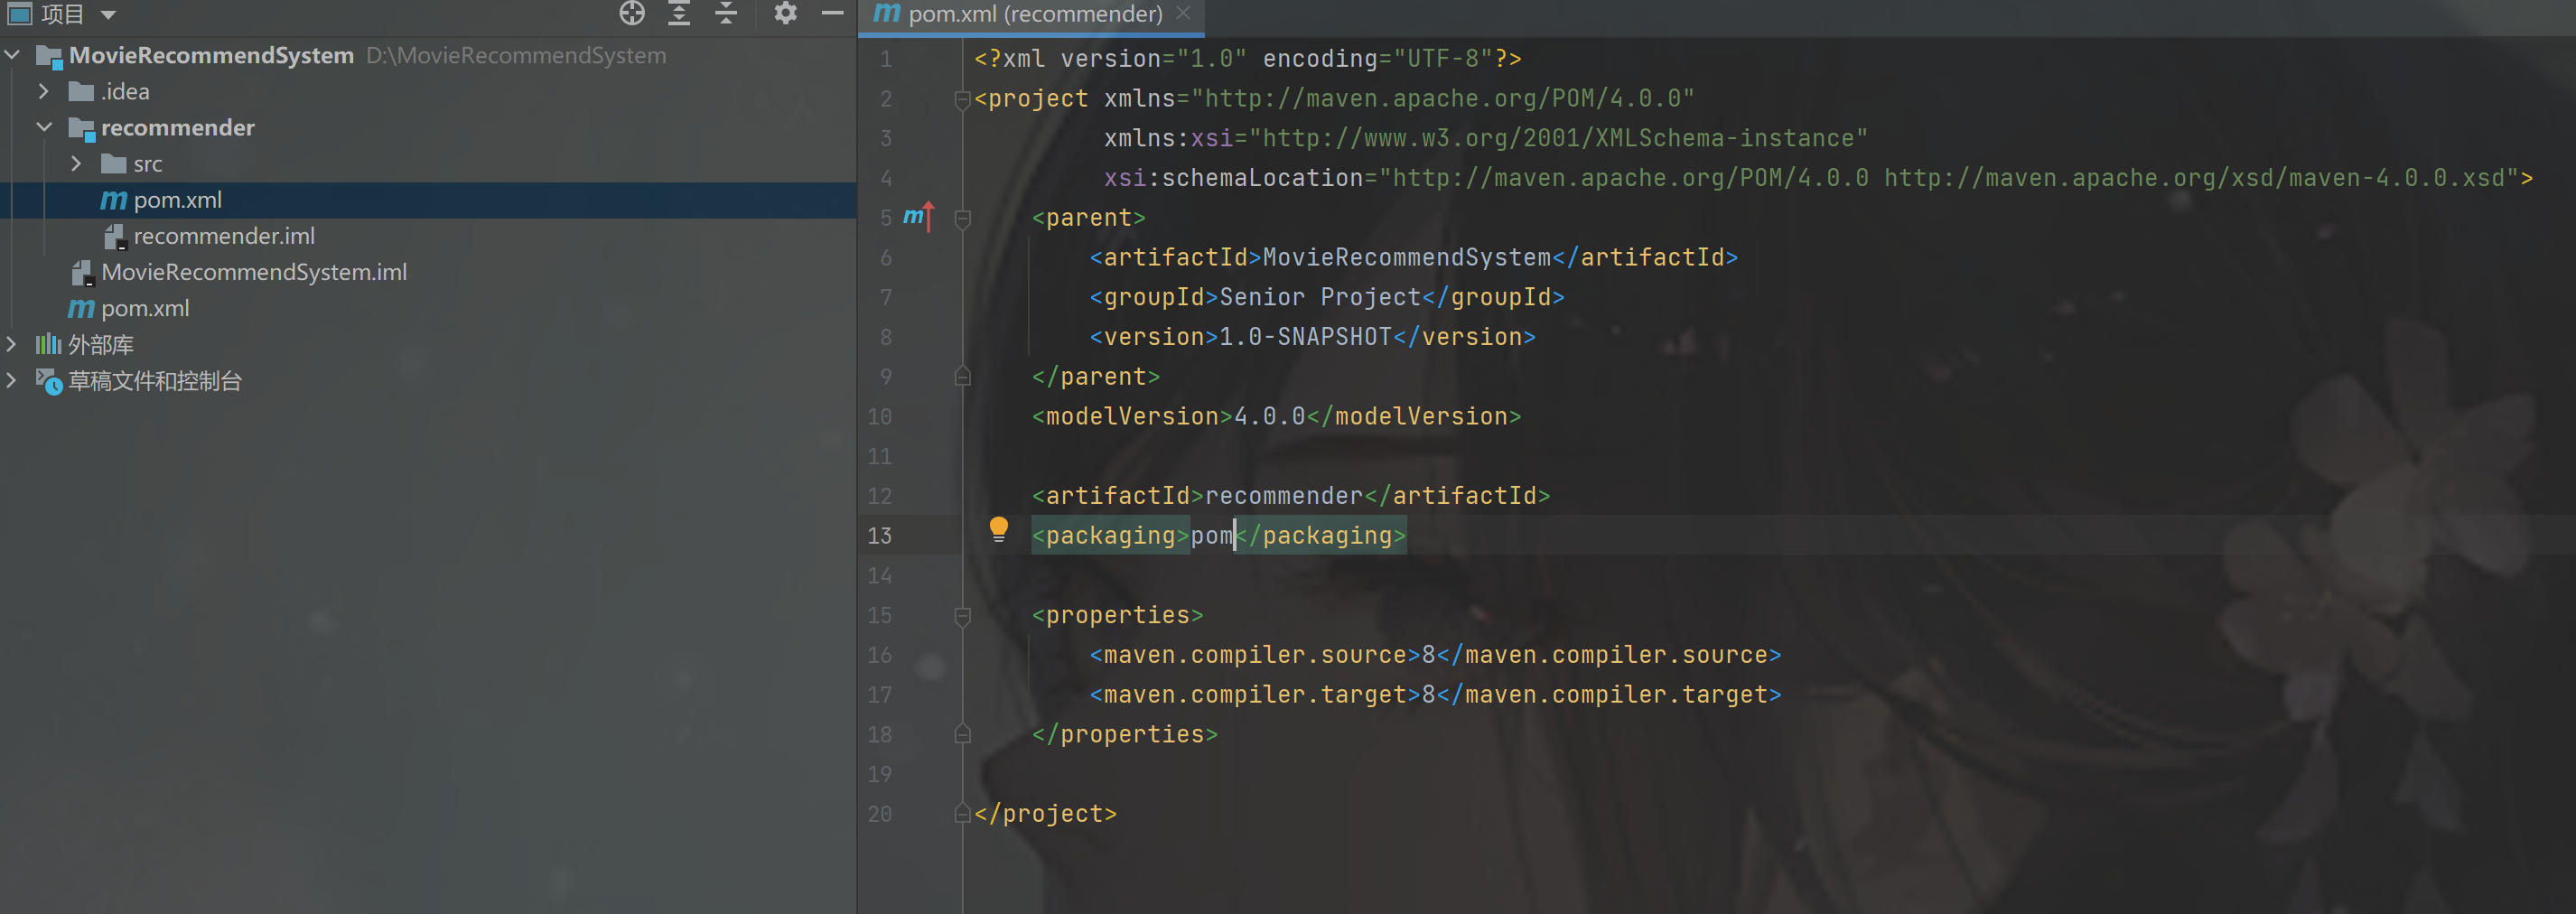 项目
MovieRecommendSystem D:\MovieRecommendSystem
.idea
recommender
src
pom.xml
recommender.iml
MovieRecommendSystem.iml
pom.xml
外部库
草稿文件和控制台
pom.xml (recommender)
1 <?xml version="1.0" encoding="UTF-8"?>
2 <project xmlns="http://maven.apache.org/POM/4.0.0"
3 xmlns:xsi="http://www.w3.org/2001/XMLSchema-instance"
4 xsi:schemaLocation="http://maven.apache.org/POM/4.0.0 http://maven.apache.org/xsd/maven-4.0.0.xsd">
5 <parent>
6 <artifactId>MovieRecommendSystem</artifactId>
7 <groupId>Senior Project</groupId>
8 <version>1.0-SNAPSHOT</version>
9 </parent>
10 <modelVersion>4.0.0</modelVersion>
11
12 <artifactId>recommender</artifactId>
13 <packaging>pom</packaging>
14
15 <properties>
16 <maven.compiler.source>8</maven.compiler.source>
17 <maven.compiler.target>8</maven.compiler.target>
18 </properties>
19
20 </project>